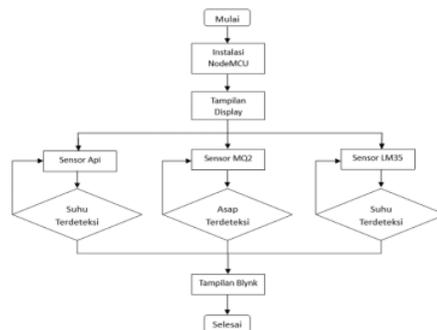 Mulai
Instalasi
NodeMCU
Tampilan
Display
Sensor Api
Sensor MQ2
Sensor LM35
Suhu
Terdeteksi
Asap
Terdeteksi
Suhu
Terdeteksi
Tampilan Blynk
Selesai